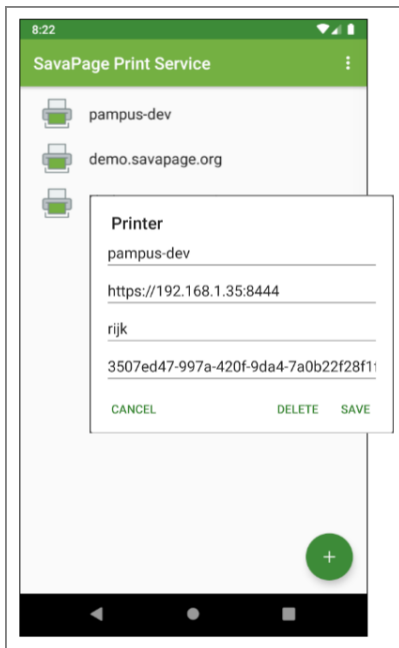 8:22
SavaPage Print Service
pampus-dev
demo.savapage.org
Printer
pampus-dev
https://192.168.1.35:8444
rijk
3507ed47-997a-420f-9da4-7a0b22f28f1
CANCEL DELETE SAVE